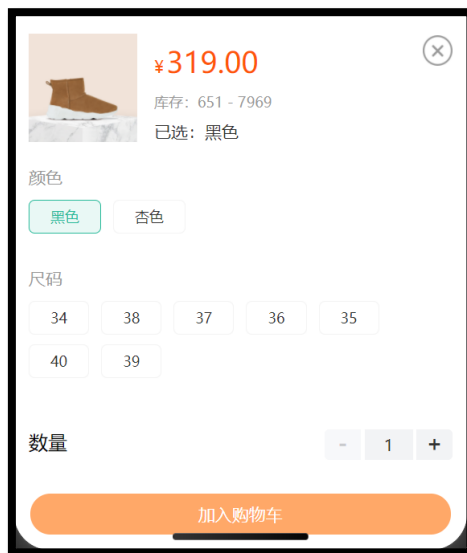 ¥319.00
库存：651 - 7969
已选：黑色
颜色
黑色 杏色
尺码
34 38 37 36 35
40 39
数量 - 1 +
加入购物车